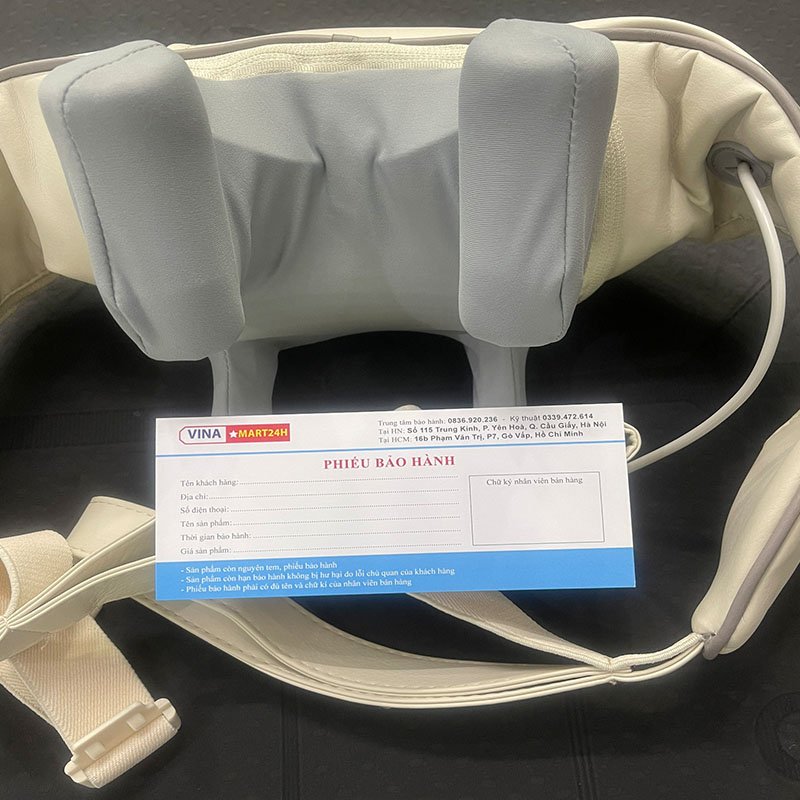 VINA ★MART24H
Trung tâm bảo hành: 0836.920.236 - Kỹ thuật 0339.472.614
Tại HN: Số 115 Trung Kính, P. Yên Hoà, Q. Cầu Giấy, Hà Nội
Tại HCM: 16b Phạm Văn Trị, P7, Gò Vấp, Hồ Chí Minh
PHIẾU BẢO HÀNH
Tên khách hàng:
Địa chỉ:
Số điện thoại:
Tên sản phẩm:
Thời gian bảo hành:
Giá sản phẩm:
Chữ ký nhân viên bán hàng
- Sản phẩm còn nguyên tem, phiếu bảo hành
- Sản phẩm còn hạn bảo hành không bị hư hại do lỗi chủ quan của khách hàng
- Phiếu bảo hành phải có đủ tên và chữ kí của nhân viên bán hàng